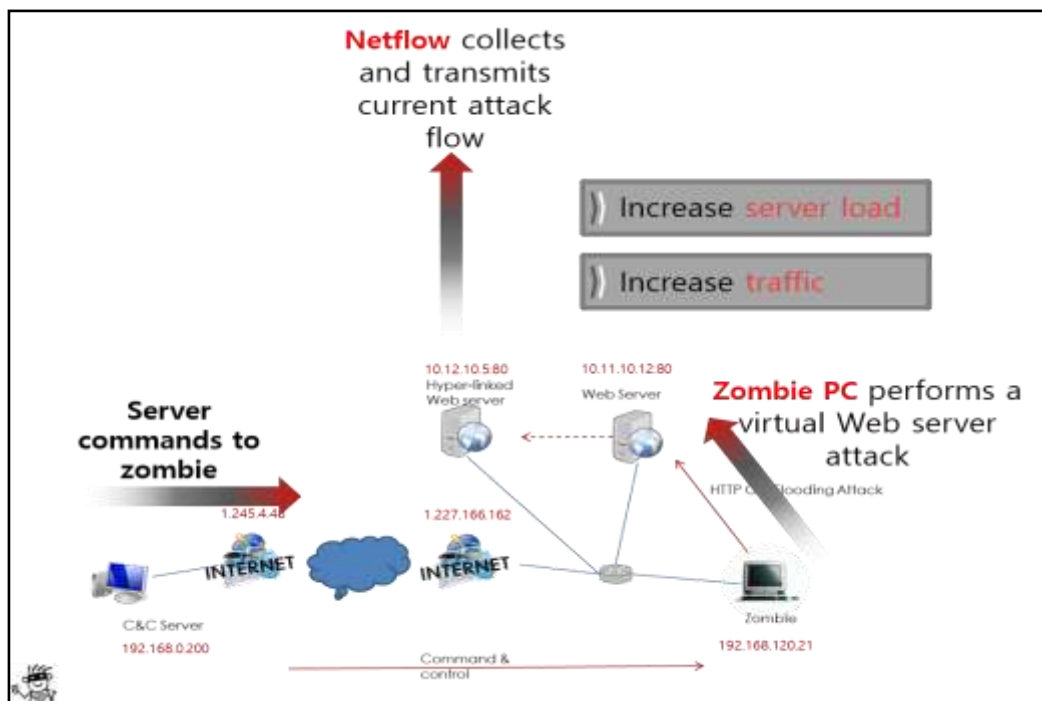 Netflow collects
and transmits
current attack
flow
Increase server load
Increase traffic
10.12.10.5:80
Hyper-linked
Web server
10.11.10.12:80
Web Server
Zombie PC performs a
virtual Web server
attack
Server
commands to
zombie
HTTP Flooding Attack
1.245.4.48
1.227.166.162
INTERNET
INTERNET
C&C Server
192.168.0.200
Zombie
192.168.120.21
Command &
control